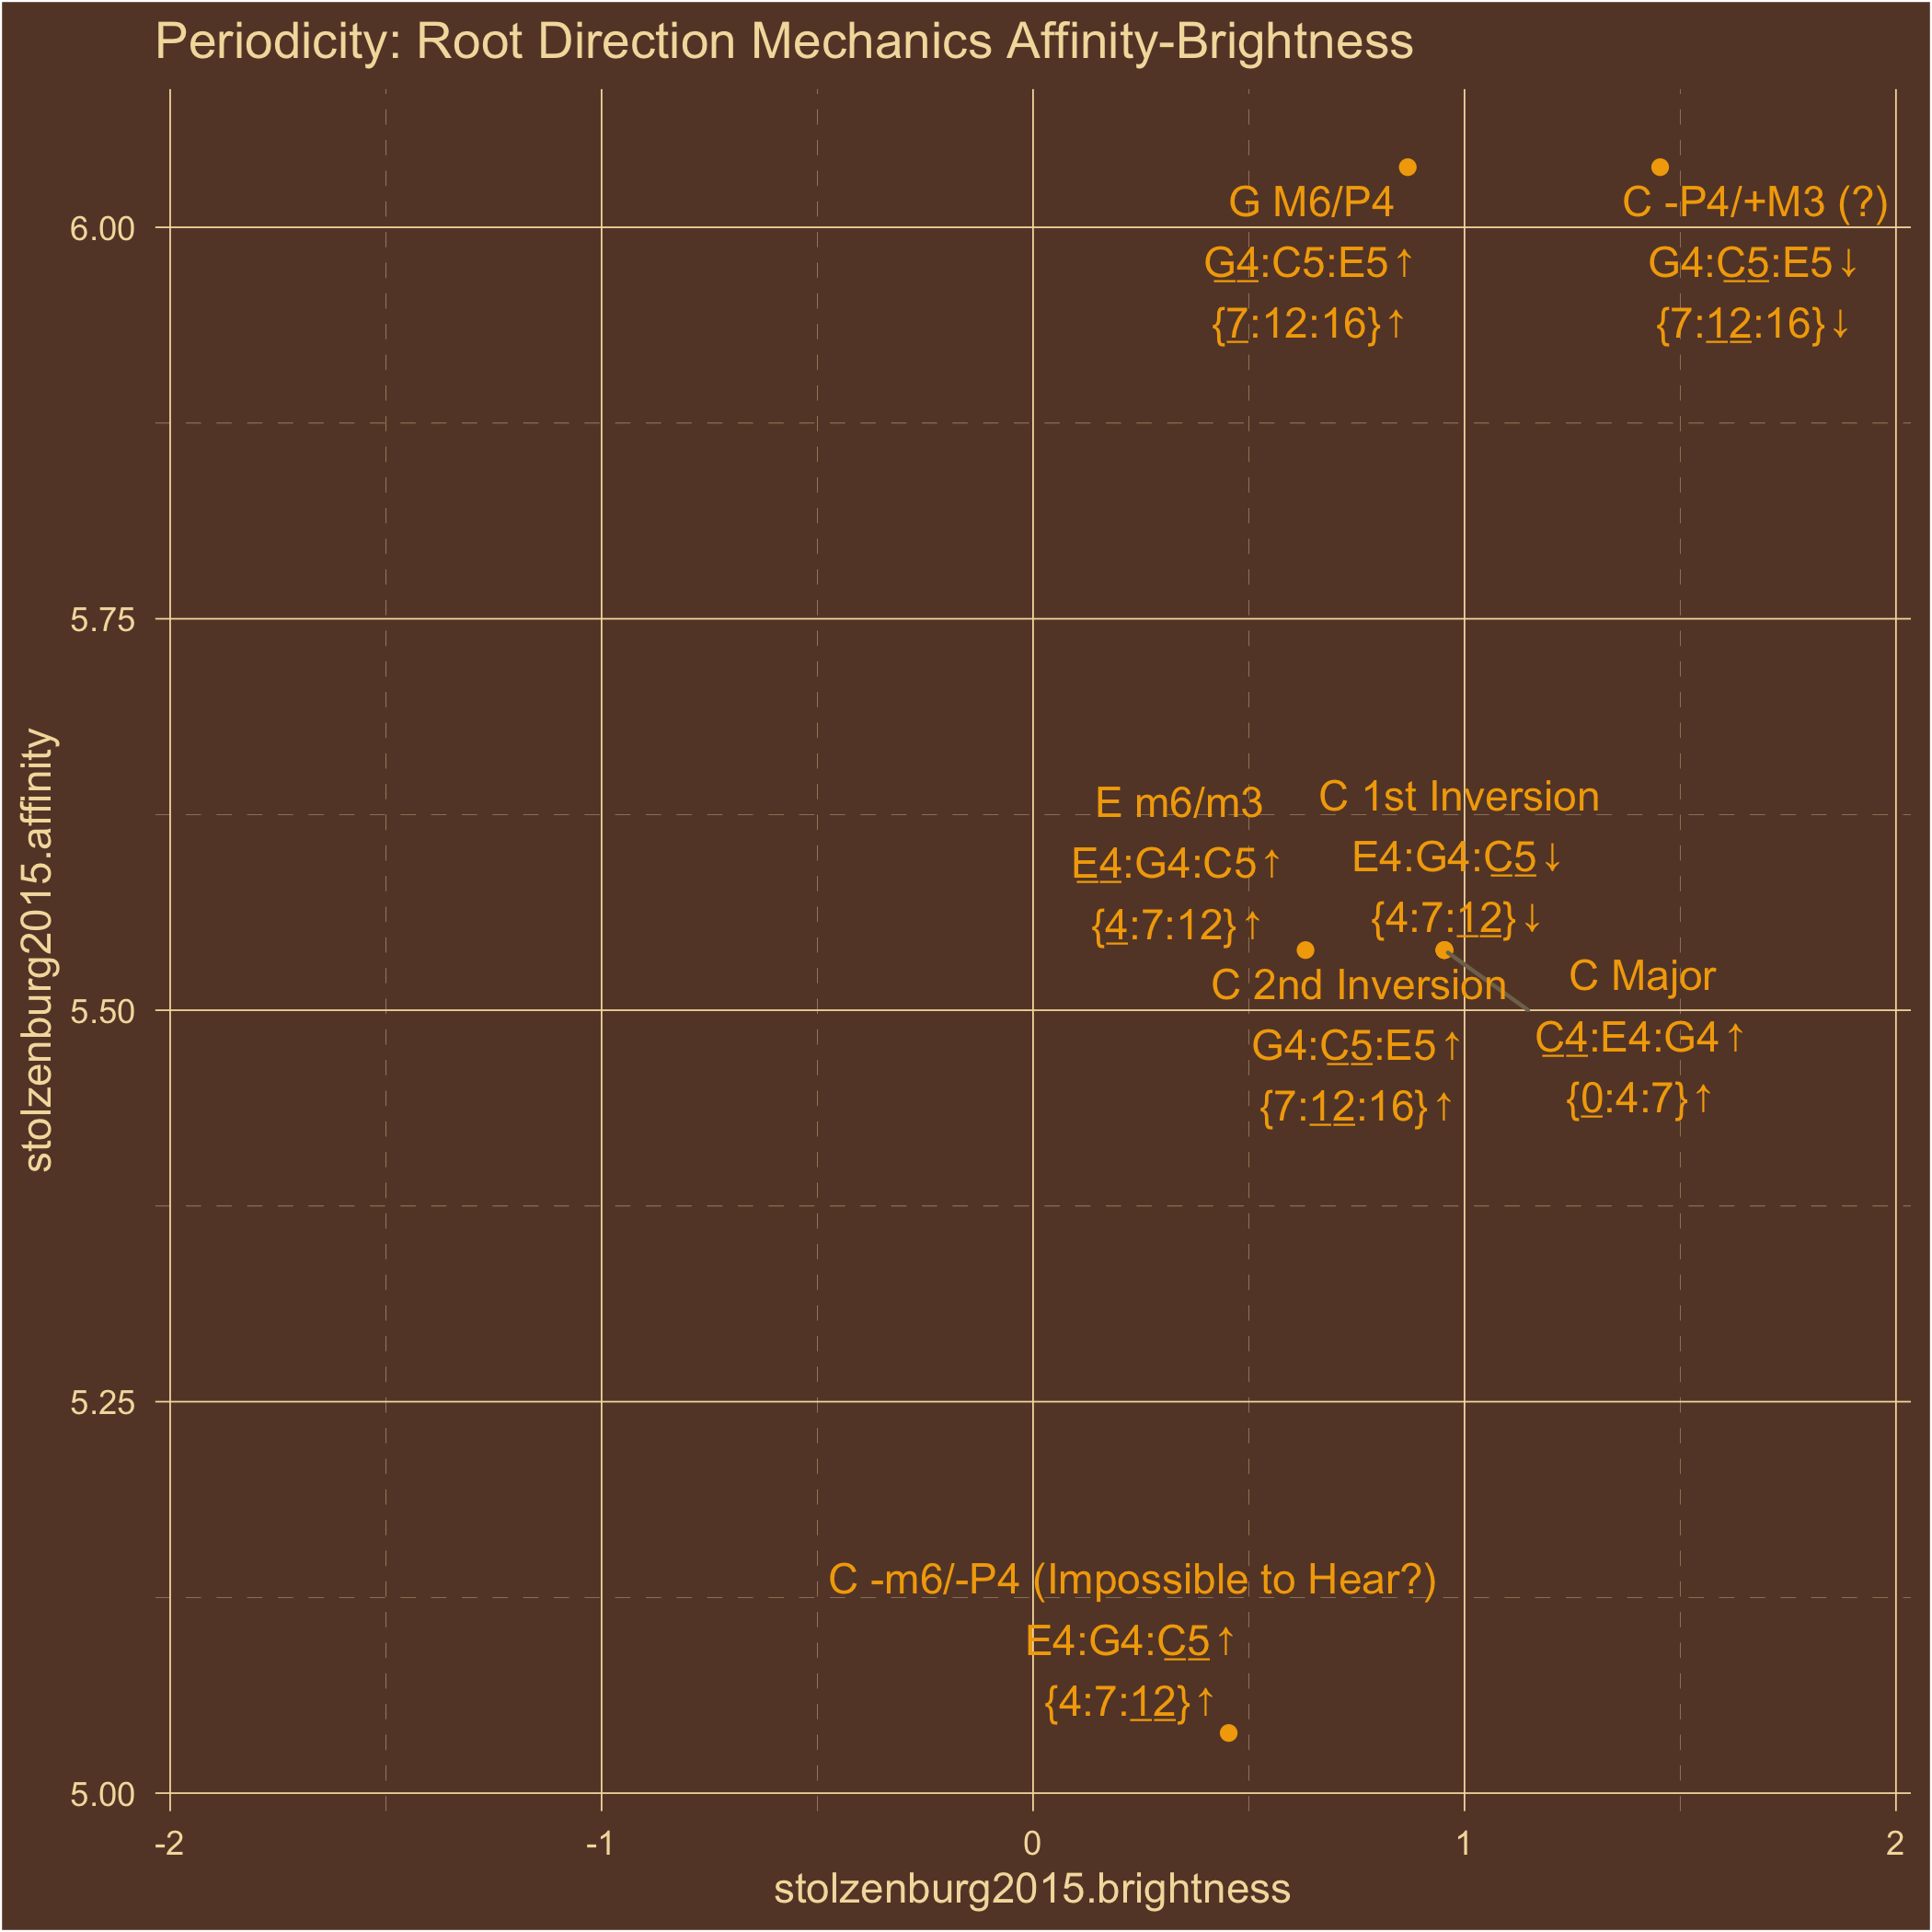 Periodicity: Root Direction Mechanics Affinity-Brightness
stolzenburg2015.affinity
6.00
5.75
5.50
5.25
5.00
G M6/P4
G4:C5:E5↑
{7:12:16}↑
C -P4/+M3 (?)
G4:C5:E5↓
{7:12:16}↓
E m6/m3
E4:G4:C5↑
{4:7:12}↑
C 1st Inversion
E4:G4:C5↓
{4:7:12}↓
C 2nd Inversion
G4:C5:E5↑
{7:12:16}↑
C Major
C4:E4:G4↑
{0:4:7}↑
C -m6/-P4 (Impossible to Hear?)
E4:G4:C5↑
{4:7:12}↑
-2
-1
0
1
2
stolzenburg2015.brightness